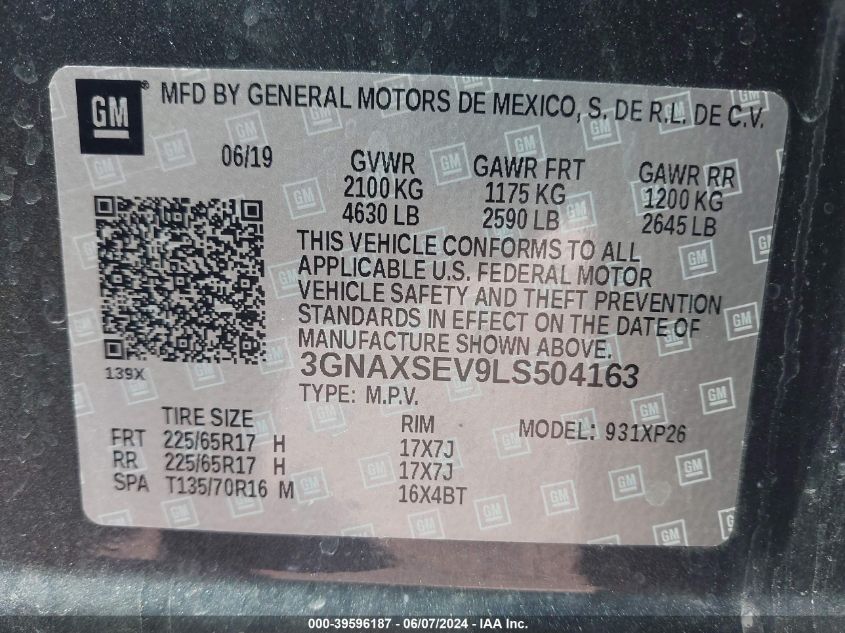 GM ® MFD BY GENERAL MOTORS DE MEXICO, S. DE R.L. DE C.V.
06/19 GVWR GAWR FRT GAWR RR
2100 KG 1175 KG 1200 KG
4630 LB 2590 LB 2645 LB
THIS VEHICLE CONFORMS TO ALL
APPLICABLE U.S. FEDERAL MOTOR
VEHICLE SAFETY AND THEFT PREVENTION
STANDARDS IN EFFECT ON THE DATE OF
MANUFACTURE SHOWN ABOVE.
139X
3GNAXSEV9LS504163
TYPE: M.P.V.
TIRE SIZE RIM MODEL: 931XP26
FRT 225/65R17 H 17X7J
RR 225/65R17 H 17X7J
SPA T135/70R16 M 16X4BT
3-00-39596187 - 06/07/2024 - IAA Inc.